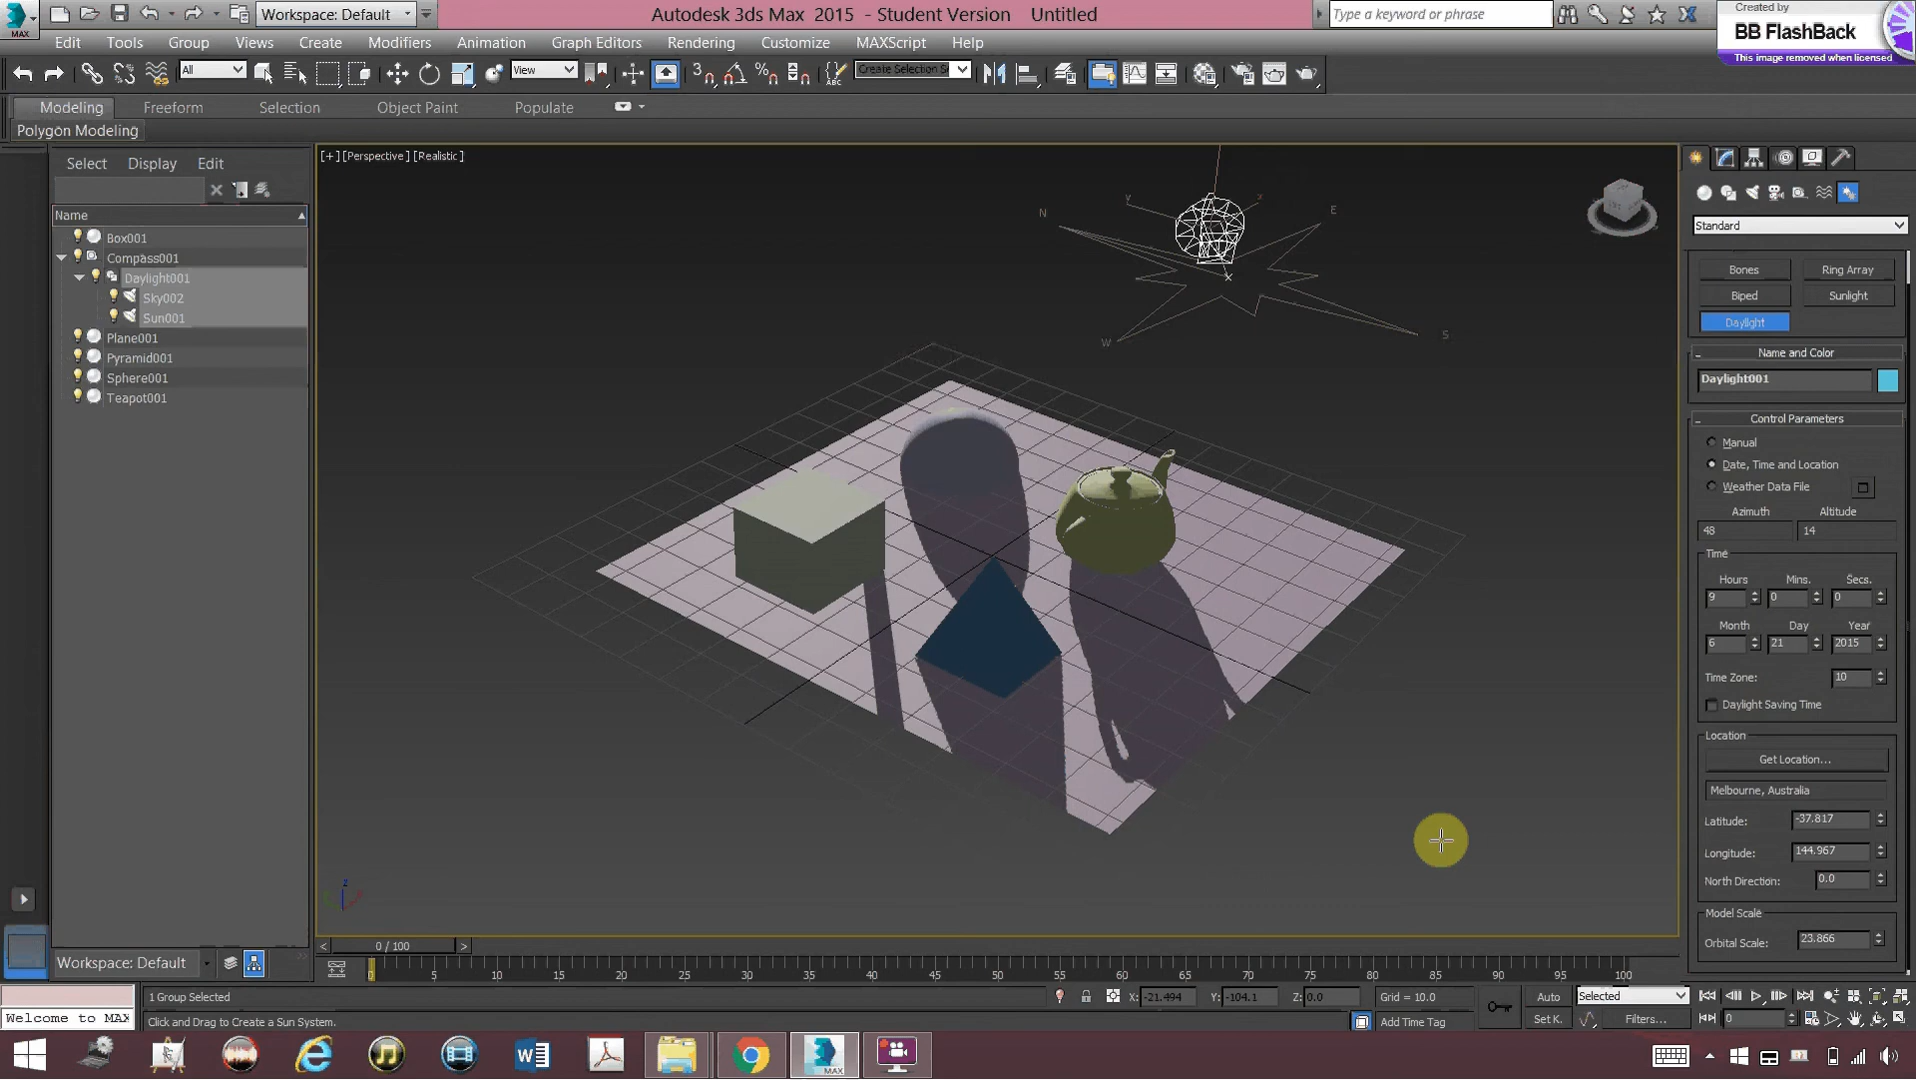 Workspace: Default
Autodesk 3ds Max 2015 - Student Version Untitled
Type a keyword or phrase
Created by
BB FlashBack
This image removed when licensed
MAX
Edit Tools Group Views Create Modifiers Animation Graph Editors Rendering Customize MAXScript Help
All
View
Create Selection Se
Modeling Freeform Selection Object Paint Populate
Polygon Modeling
Select Display Edit
[+] [Perspective] [Realistic]
Name
Box001
Compass001
Daylight001
Sky002
Sun001
Plane001
Pyramid001
Sphere001
Teapot001
N
y
x
E
W
S
z
Standard
Bones Ring Array
Biped Sunlight
Daylight
Name and Color
Daylight001
Control Parameters
Manual
Date, Time and Location
Weather Data File
Azimuth Altitude
48 14
Time
Hours Mins. Secs.
9 0 0
Month Day Year
6 21 2015
Time Zone: 10
Daylight Saving Time
Location
Get Location...
Melbourne, Australia
Latitude: -37.817
Longitude: 144.967
North Direction: 0.0
Model Scale
Orbital Scale: 23.866
< 0 / 100 >
Workspace: Default
0 5 10 15 20 25 30 35 40 45 50 55 60 65 70 75 80 85 90 95 100
1 Group Selected
X: -21.494 Y: -104.1 Z: 0.0 Grid = 10.0
Auto Selected
Welcome to MAX
Click and Drag to Create a Sun System.
Add Time Tag
Set K. Filters... 0
MAX